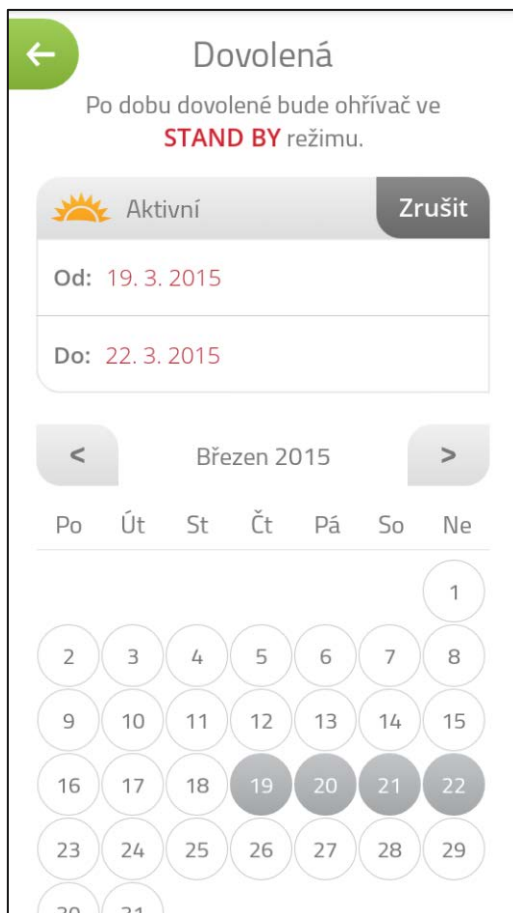 Dovolená
Po dobu dovolené bude ohřívač ve
STAND BY režimu.
Aktivní Zrušit
Od: 19. 3. 2015
Do: 22. 3. 2015
< Březen 2015 >
Po Út St Čt Pá So Ne
1
2 3 4 5 6 7 8
9 10 11 12 13 14 15
16 17 18 19 20 21 22
23 24 25 26 27 28 29
30 31